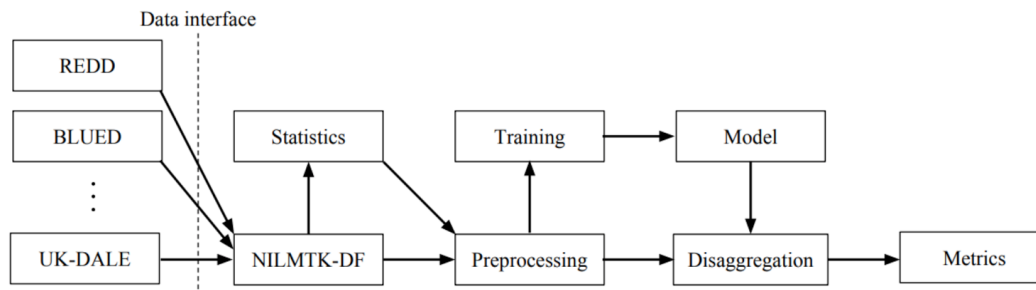 Data interface
REDD
BLUED
Statistics
Training
Model
UK-DALE
NILMTK-DF
Preprocessing
Disaggregation
Metrics